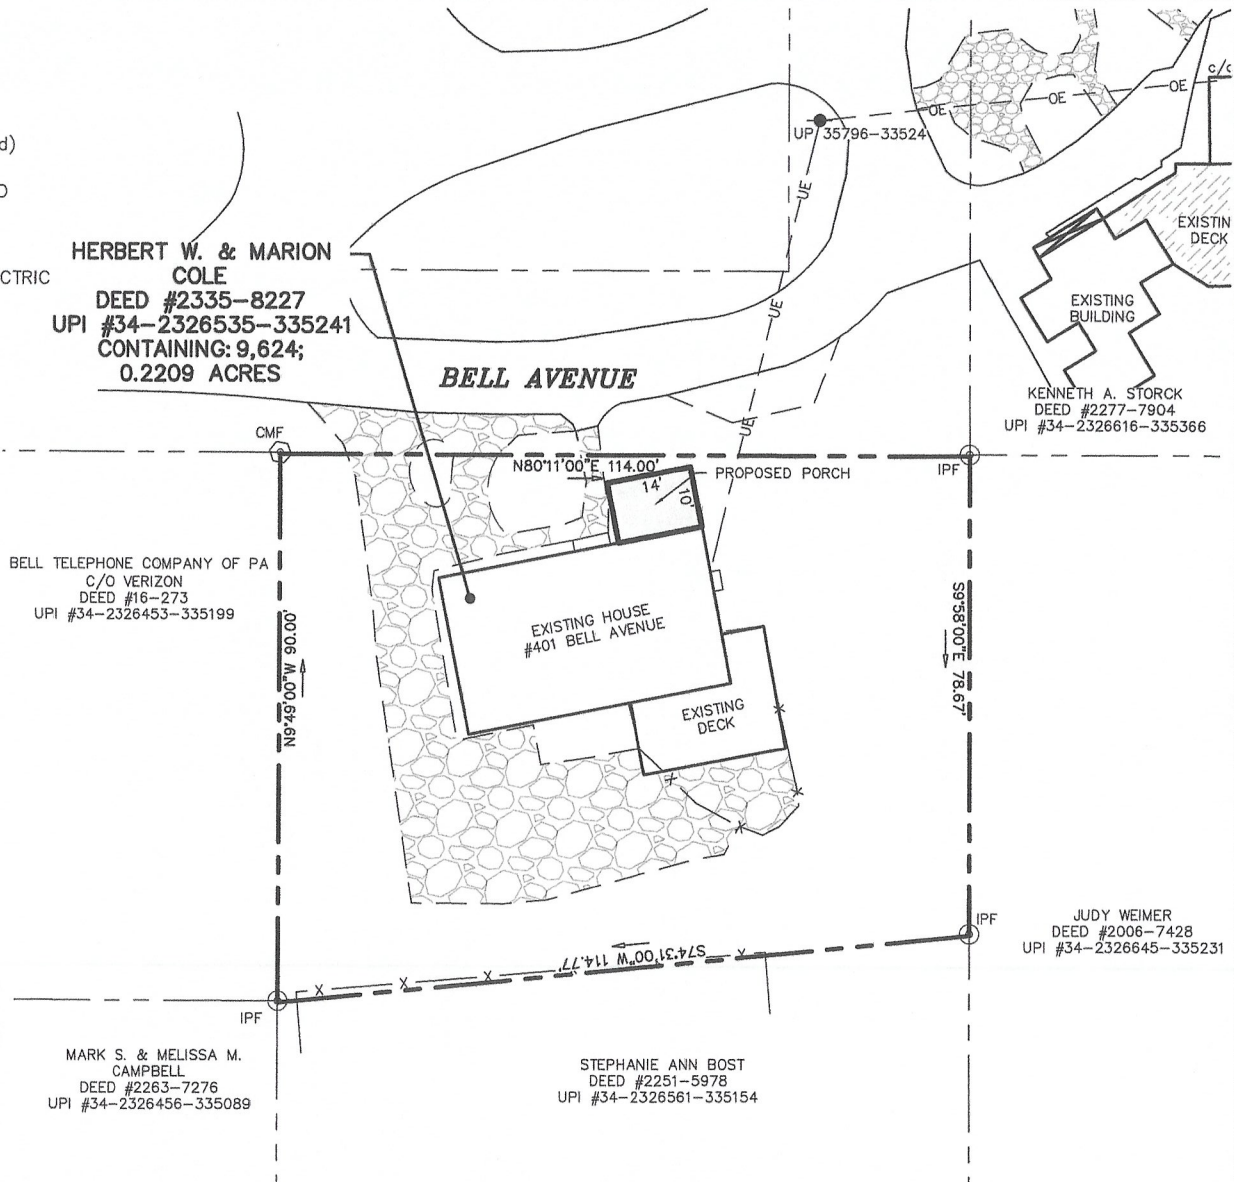 d)
CTRIC
HERBERT W. & MARION
COLE
DEED #2335-8227
UPI #34-2326535-335241
CONTAINING: 9,624;
0.2209 ACRES
BELL AVENUE
UP 35796-33524
OE
OE
OE
UE
UE
UE
EXISTING
BUILDING
KENNETH A. STORCK
DEED #2277-7904
UPI #34-2326616-335366
DECK
CMF
N80°11'00"E 114.00'
IPF
PROPOSED PORCH
14'
10'
BELL TELEPHONE COMPANY OF PA
C/O VERIZON
DEED #16-273
UPI #34-2326453-335199
N9°49'00"W 90.00'
EXISTING HOUSE
#401 BELL AVENUE
S9°58'00"E 78.67'
EXISTING
DECK
IPF
JUDY WEIMER
DEED #2006-7428
UPI #34-2326645-335231
S74°31'00"W 114.77'
X
X
X
X
IPF
MARK S. & MELISSA M.
CAMPBELL
DEED #2263-7276
UPI #34-2326456-335089
STEPHANIE ANN BOST
DEED #2251-5978
UPI #34-2326561-335154